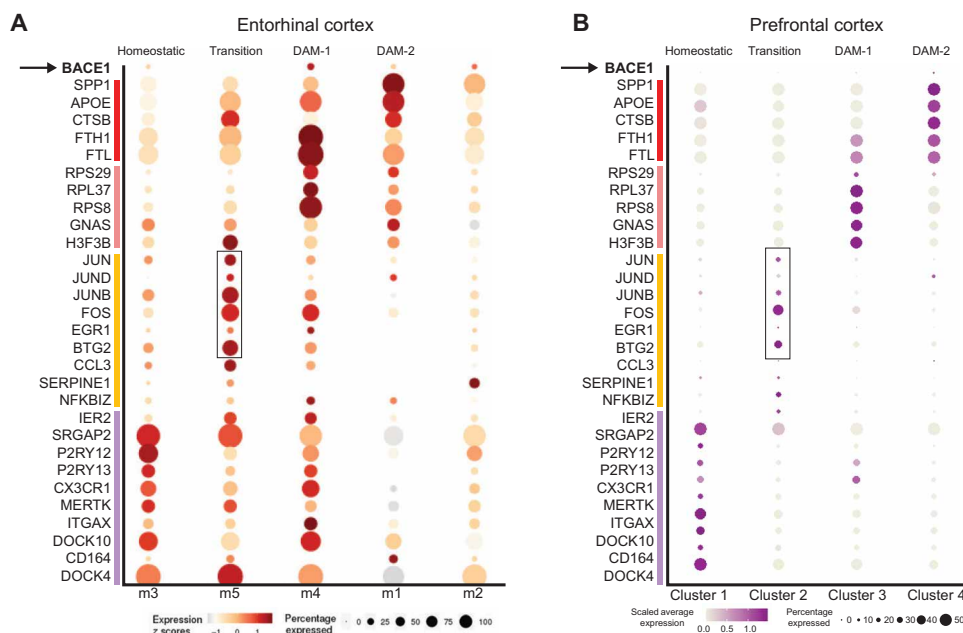 A
Entorhinal cortex
Homeostatic Transition DAM-1 DAM-2
BACE1
SPP1
APOE
CTSB
FTH1
FTL
RPS29
RPL37
RPS8
GNAS
H3F3B
JUN
JUND
JUNB
FOS
EGR1
BTG2
CCL3
SERPINE1
NFKBIZ
IER2
SRGAP2
P2RY12
P2RY13
CX3CR1
MERTK
ITGAX
DOCK10
CD164
DOCK4
m3 m5 m4 m1 m2
Expression
z scores
−1 0 1
Percentage
expressed
0 25 50 75 100
B
Prefrontal cortex
Homeostatic Transition DAM-1 DAM-2
BACE1
SPP1
APOE
CTSB
FTH1
FTL
RPS29
RPL37
RPS8
GNAS
H3F3B
JUN
JUND
JUNB
FOS
EGR1
BTG2
CCL3
SERPINE1
NFKBIZ
IER2
SRGAP2
P2RY12
P2RY13
CX3CR1
MERTK
ITGAX
DOCK10
CD164
DOCK4
Cluster 1 Cluster 2 Cluster 3 Cluster 4
Scaled average
expression
0.0 1.0
Percentage
expressed
0 10 20 30 40 50